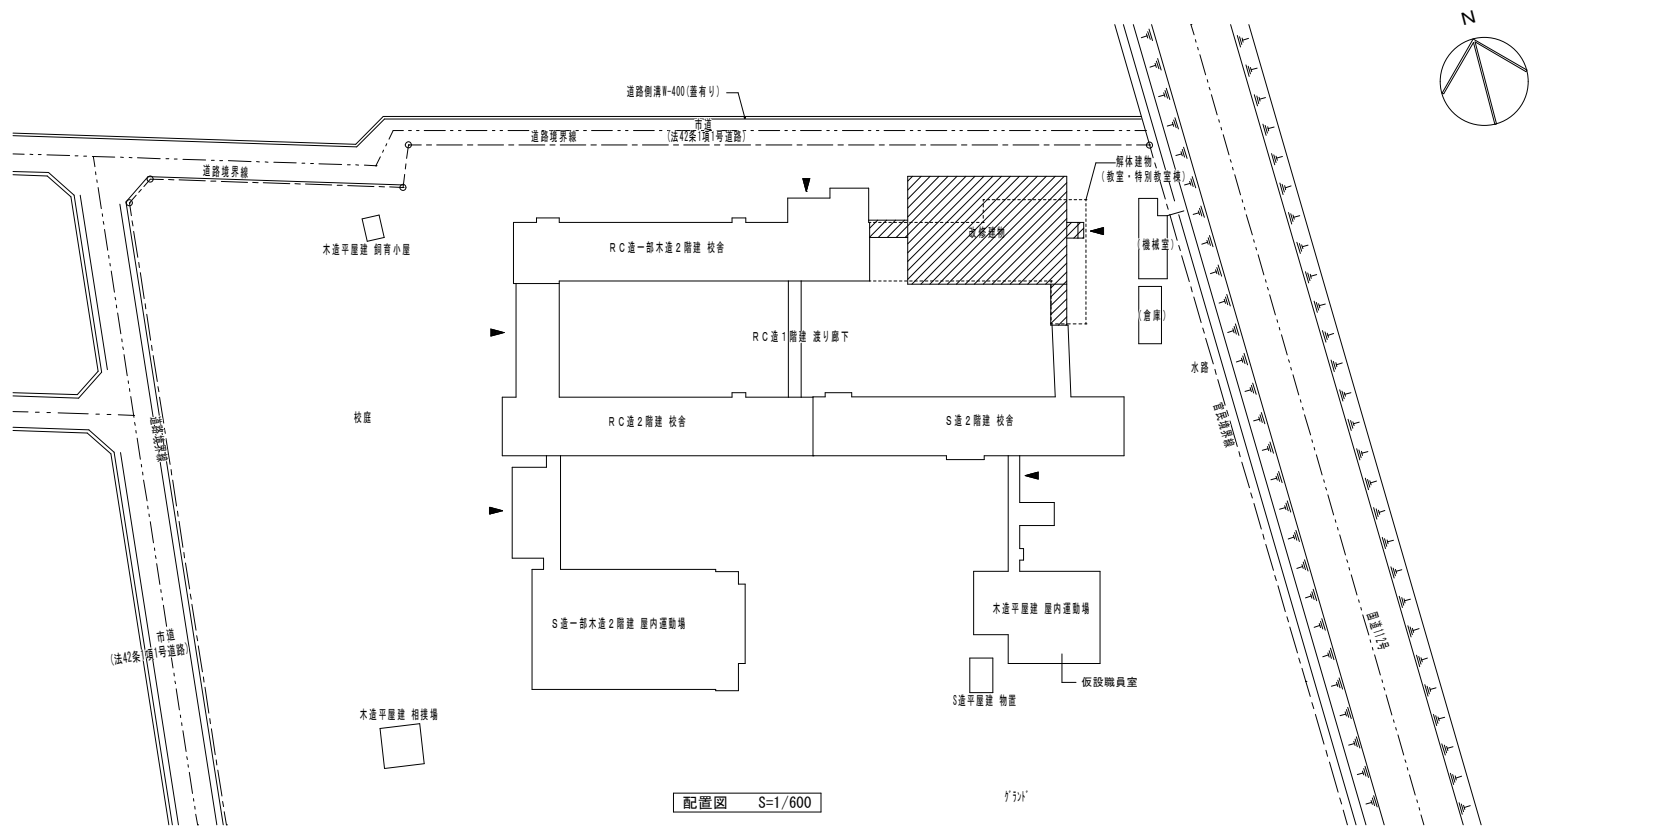 N
道路側溝W-400(蓋有り)
市道
(法42条1項1号道路)
道路境界線
道路境界線
解体建物
(教室・特別教室棟)
木造平屋建 飼育小屋
RC造一部木造2階建 校舎
改修建物
(機械室)
(倉庫)
RC造1階建 渡り廊下
水路
官民境界線
校庭
道路境界線
RC造2階建 校舎
S造2階建 校舎
市道
(法42条1項1号道路)
S造一部木造2階建 屋内運動場
木造平屋建 屋内運動場
国道112号
仮設職員室
S造平屋建 物置
木造平屋建 相撲場
配置図 S=1/600
グランド